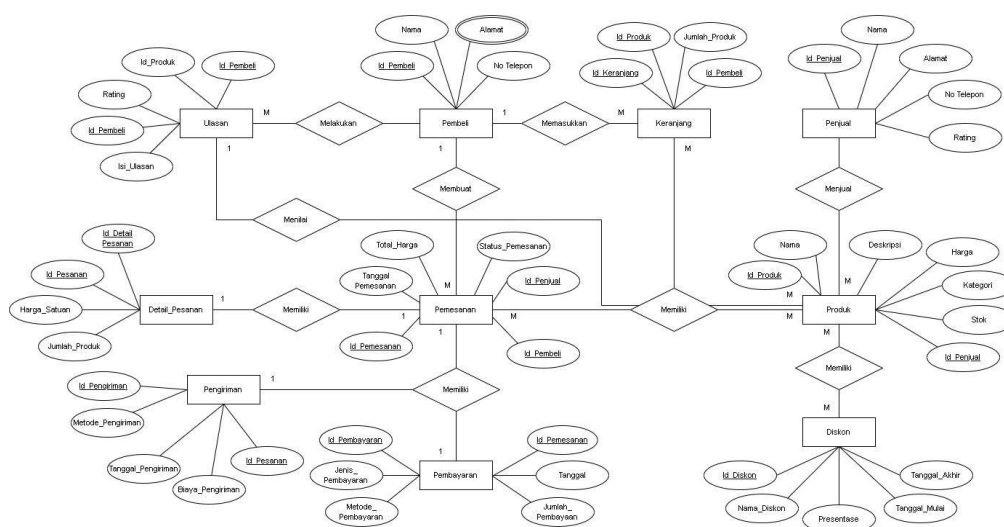 Nama
Alamat
Id_Pembeli
No Telepon
Pembeli
Id_Produk
Id_Pembeli
Rating
Id_Pembeli
Isi_Ulasan
Ulasan
M
Melakukan
1
1
M
Memasukkan
Id_Produk
Jumlah_Produk
Id_Keranjang
Id_Pembeli
Keranjang
M
Nama
Id_Penjual
Alamat
No Telepon
Rating
Penjual
1
1
Membuat
Menjual
Menilai
Id_Detail
Pesanan
Id_Pesanan
Harga_Satuan
Jumlah_Produk
Detail_Pesanan
1
Memiliki
1
Total_Harga
Status_Pemesanan
Tanggal
Pemesanan
Id_Penjual
M
Pemesanan
M
Id_Pemesanan
1
Id_Pembeli
Memiliki
Nama
Deskripsi
Harga
Id_Produk
Kategori
M
M
M
Produk
Stok
Id_Penjual
M
Id_Pengiriman
Metode_Pengiriman
Tanggal_Pengiriman
Biaya_Pengiriman
Id_Pesanan
Pengiriman
1
Memiliki
1
Memiliki
M
Id_Pembayaran
Jenis_
Pembayaran
Metode_
Pembayaran
Pembayaran
Id_Pemesanan
Tanggal
Jumlah_
Pembayaan
Diskon
Id_Diskon
Nama_Diskon
Presentase
Tanggal_Mulai
Tanggal_Akhir